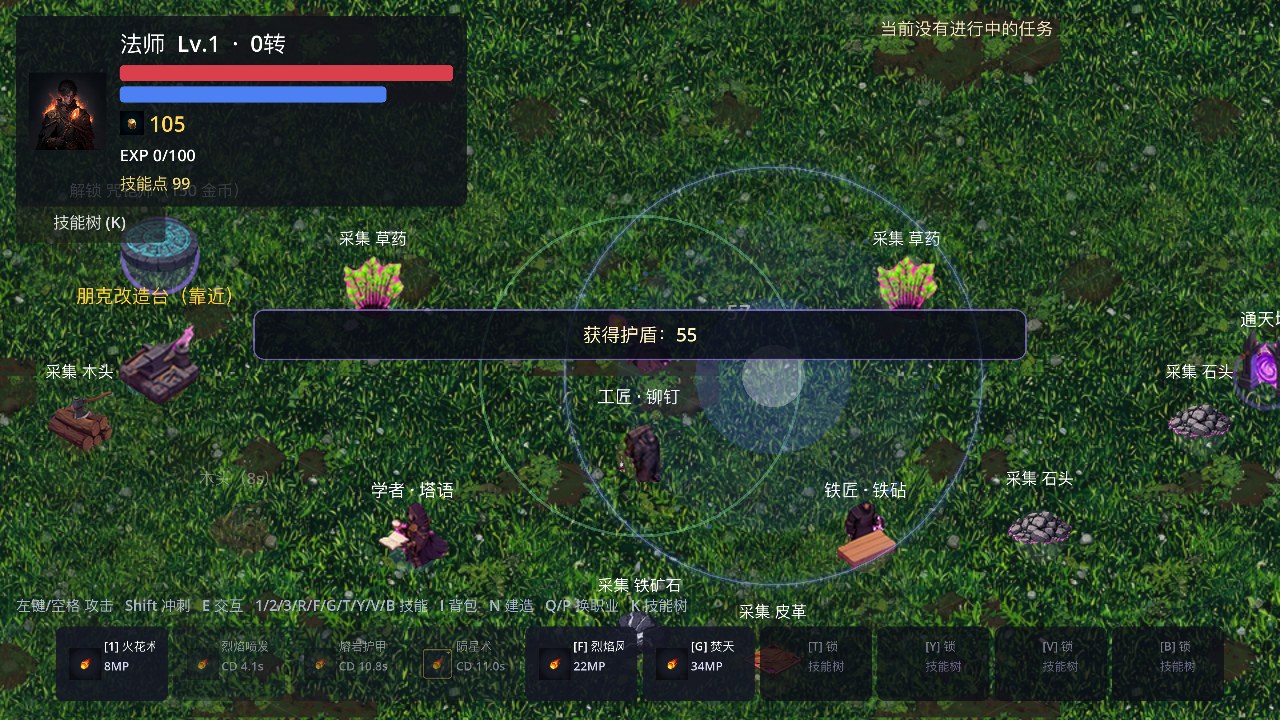 法师 Lv.1 · 0转
105
EXP 0/100
技能点 99
技能树 (K)
当前没有进行中的任务
采集 草药
采集 草药
朋克改造台（靠近）
通天
获得护盾：55
采集 木头
采集 石头
工匠 · 铆钉
木头 (8s)
学者 · 塔语
铁匠 · 铁砧
采集 石头
采集 铁矿石
左键/空格 攻击 Shift 冲刺 E 交互 1/2/3/R/F/G/T/Y/V/B 技能 I 背包 N 建造 Q/P 换职业 K 技能树
采集 皮革
[1] 火花术
8MP
烈焰喷发
CD 4.1s
熔岩护甲
CD 10.8s
陨星术
CD 11.0s
[F] 烈焰风
22MP
[G] 焚天
34MP
[T] 锁
技能树
[Y] 锁
技能树
[V] 锁
技能树
[B] 锁
技能树